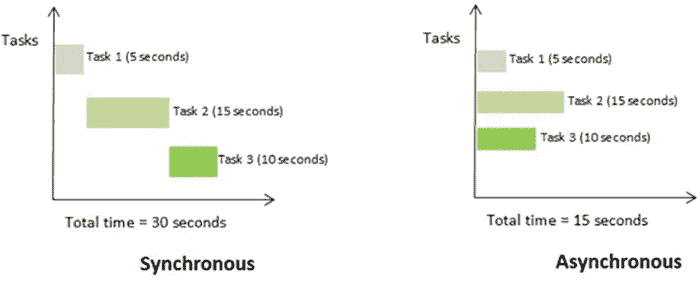 Tasks
Task 1 (5 seconds)
Task 2 (15 seconds)
Task 3 (10 seconds)
Total time = 30 seconds
Synchronous
Tasks
Task 1 (5 seconds)
Task 2 (15 seconds)
Task 3 (10 seconds)
Total time = 15 seconds
Asynchronous